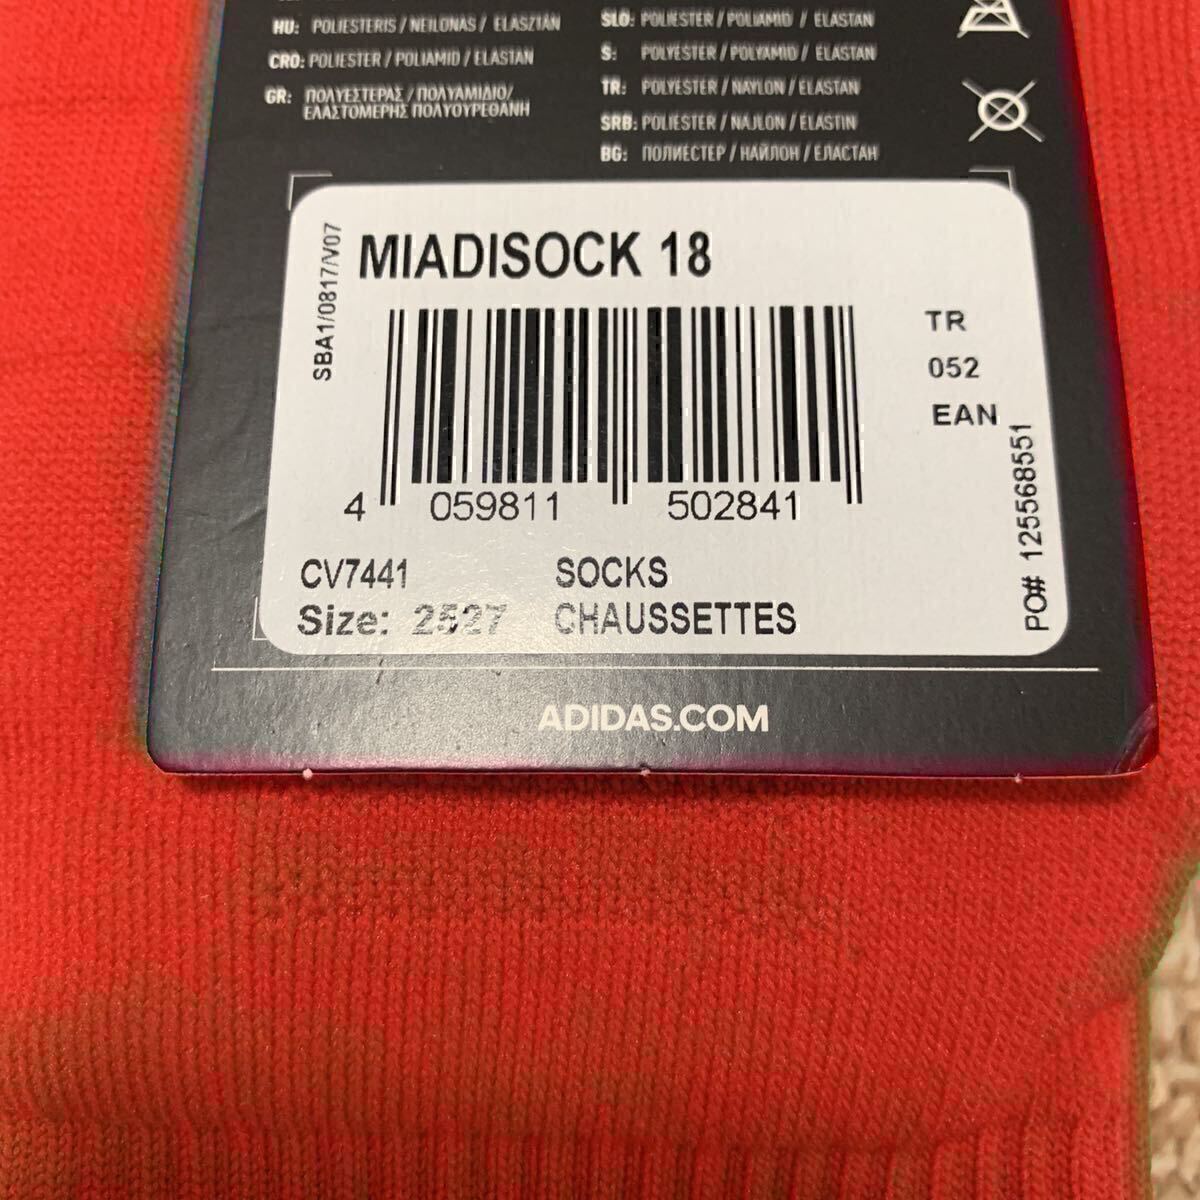 HU: POLIESTERIS / NEILONAS / ELASZTÁN
CRO: POLIESTER / POLIAMID / ELASTAN
GR: ΠΟΛΥΕΣΤΕΡΑΣ / ΠΟΛΥΑΜΙΔΙΟ/
ΕΛΑΣΤΟΜΕΡΗΣ ΠΟΛΥΟΥΡΕΘΑΝΗ
SLO: POLIESTER / POLIAMID / ELASTAN
S: POLYESTER / POLYAMID / ELASTAN
TR: POLYESTER / NAYLON / ELASTAN
SRB: POLIESTER / NAJLON / ELASTIN
BG: ПОЛИЕСТЕР / НАЙЛОН / ЕЛАСТАН
SBA1/0817/V07
MIADISOCK 18
TR
052
EAN
4 059811 502841
PO# 125568551
CV7441 SOCKS
Size: 2527 CHAUSSETTES
ADIDAS.COM